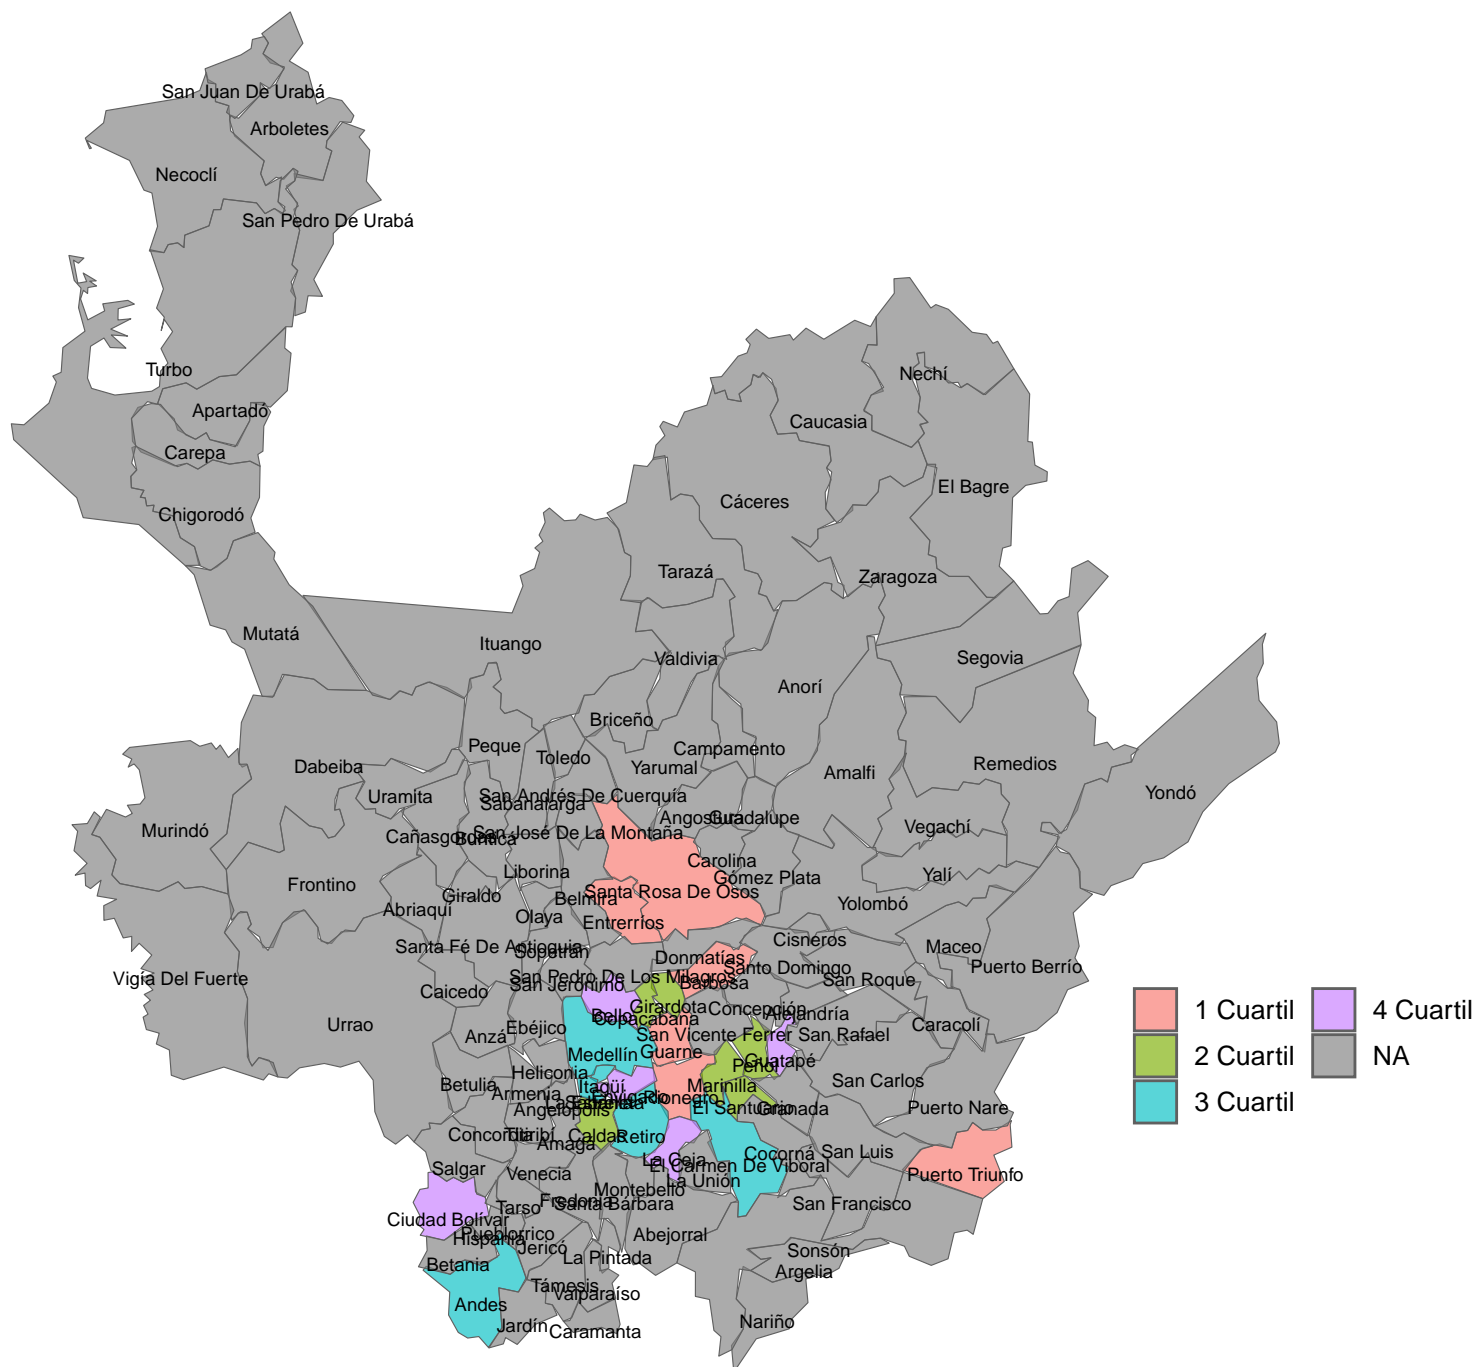 San Juan De Urabá
Arboletes
Necoclí
San Pedro De Urabá
Turbo
Apartadó
Carepa
Chigorodó
Mutatá
Nechí
Caucasia
El Bagre
Cáceres
Tarazá
Zaragoza
Ituango
Valdivia
Segovia
Anorí
Briceño
Peque
Toledo
Campamento
Dabeiba
Yarumal
Amalfi
Remedios
Yondó
Uramita
San Andrés De Cuerquía
Sabanalarga
Angostura
Guadalupe
Vegachí
Murindó
Cañasgordas
Buriticá
San José De La Montaña
Carolina
Gómez Plata
Yalí
Liborina
Frontino
Giraldo
Santa Rosa De Osos
Belmira
Yolombó
Abriaquí
Olaya
Entrerríos
Cisneros
Santa Fé De Antioquia
Sopetrán
Maceo
Donmatías
Santo Domingo
Puerto Berrío
Vigía Del Fuerte
San Pedro De Los Milagros
Barbosa
San Roque
San Jerónimo
Caicedo
Girardota
Concepción
Alejandría
Bello
Copacabana
Urrao
Ebéjico
Anzá
San Vicente Ferrer
San Rafael
Caracolí
Medellín
Guarne
Guatapé
Peñol
Heliconia
Betulia
Itagüí
Marinilla
San Carlos
Armenia
Envigado
Rionegro
La Estrella
Sabaneta
Angelópolis
El Santuario
Granada
Puerto Nare
Concordia
Titiribí
Caldas
Retiro
Amagá
Cocorná
San Luis
La Ceja
El Carmen De Viboral
Salgar
Venecia
La Unión
Puerto Triunfo
Montebello
Fredonia
Santa Bárbara
San Francisco
Tarso
Ciudad Bolívar
Pueblorrico
Hispania
Abejorral
Jericó
La Pintada
Sonsón
Betania
Argelia
Támesis
Valparaíso
Andes
Jardín
Caramanta
Nariño
1 Cuartil
2 Cuartil
3 Cuartil
4 Cuartil
NA